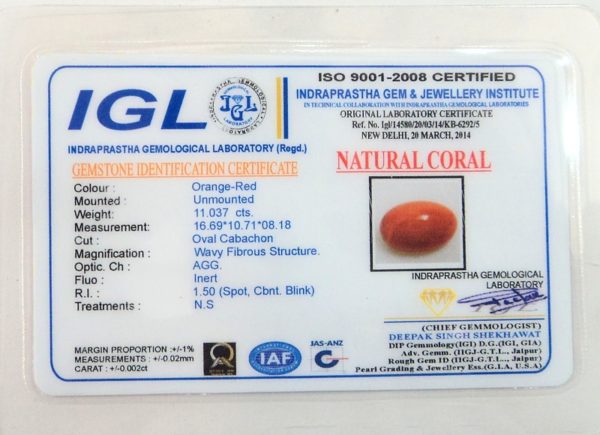 IGL
IGL
LABORATORY
INDRAPRASTHA GEMOLOGICAL LABORATORY (Regd.)
GEMSTONE IDENTIFICATION CERTIFICATE
Colour : Orange-Red
Mounted : Unmounted
Weight: 11.037 cts.
Measurement: 16.69*10.71*08.18
Cut : Oval Cabachon
Magnification : Wavy Fibrous Structure.
Optic. Ch : AGG.
Fluo : Inert
R.I. : 1.50 (Spot, Cbnt. Blink)
Treatments : N.S
MARGIN PROPORTION :+/-1%
MEASUREMENTS : +/-0.02mm
CARAT : +/-0.002ct
IAF
JAS-ANZ
ISO 9001-2008 CERTIFIED
INDRAPRASTHA GEM & JEWELLERY INSTITUTE
IN TECHNICAL COLLABORATION WITH INDRAPRASTHA GEMOLOGICAL LABORATORIES
ORIGINAL LABORATORY CERTIFICATE
Ref. No. Igl/14580/20/03/14/KB-6292/5
NEW DELHI, 20 MARCH, 2014
NATURAL CORAL
INDRAPRASTHA GEMOLOGICAL
LABORATORY
(CHIEF GEMMOLOGIST)
DEEPAK SINGH SHEKHAWAT
DIP Gemmology(IGI) D.G.(IGI, GIA)
Adv. Gemm. (IIGJ-G.T.L., Jaipur)
Rough Gem ID (IIGJ-G.T.L., Jaipur)
Pearl Grading & Jewellery Ess.(G.I.A, U.S.A)